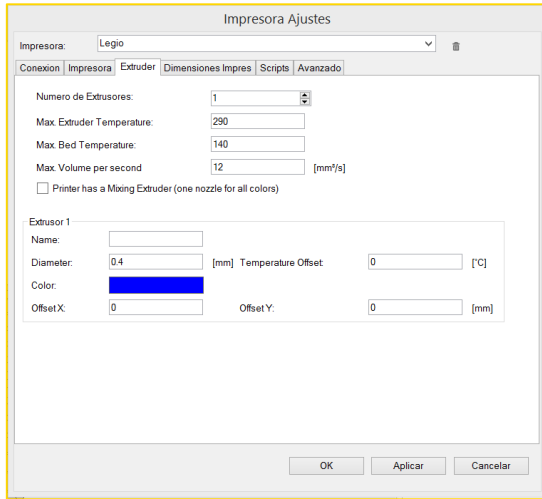 Impresora Ajustes
Impresora: Legio
Conexion Impresora Extruder Dimensiones Impres Scripts Avanzado
Numero de Extrusores: 1
Max. Extruder Temperature: 290
Max. Bed Temperature: 140
Max. Volume per second 12 [mm³/s]
Printer has a Mixing Extruder (one nozzle for all colors)
Extrusor 1
Name:
Diameter: 0.4 [mm] Temperature Offset: 0 [°C]
Color:
Offset X: 0 Offset Y: 0 [mm]
OK Aplicar Cancelar